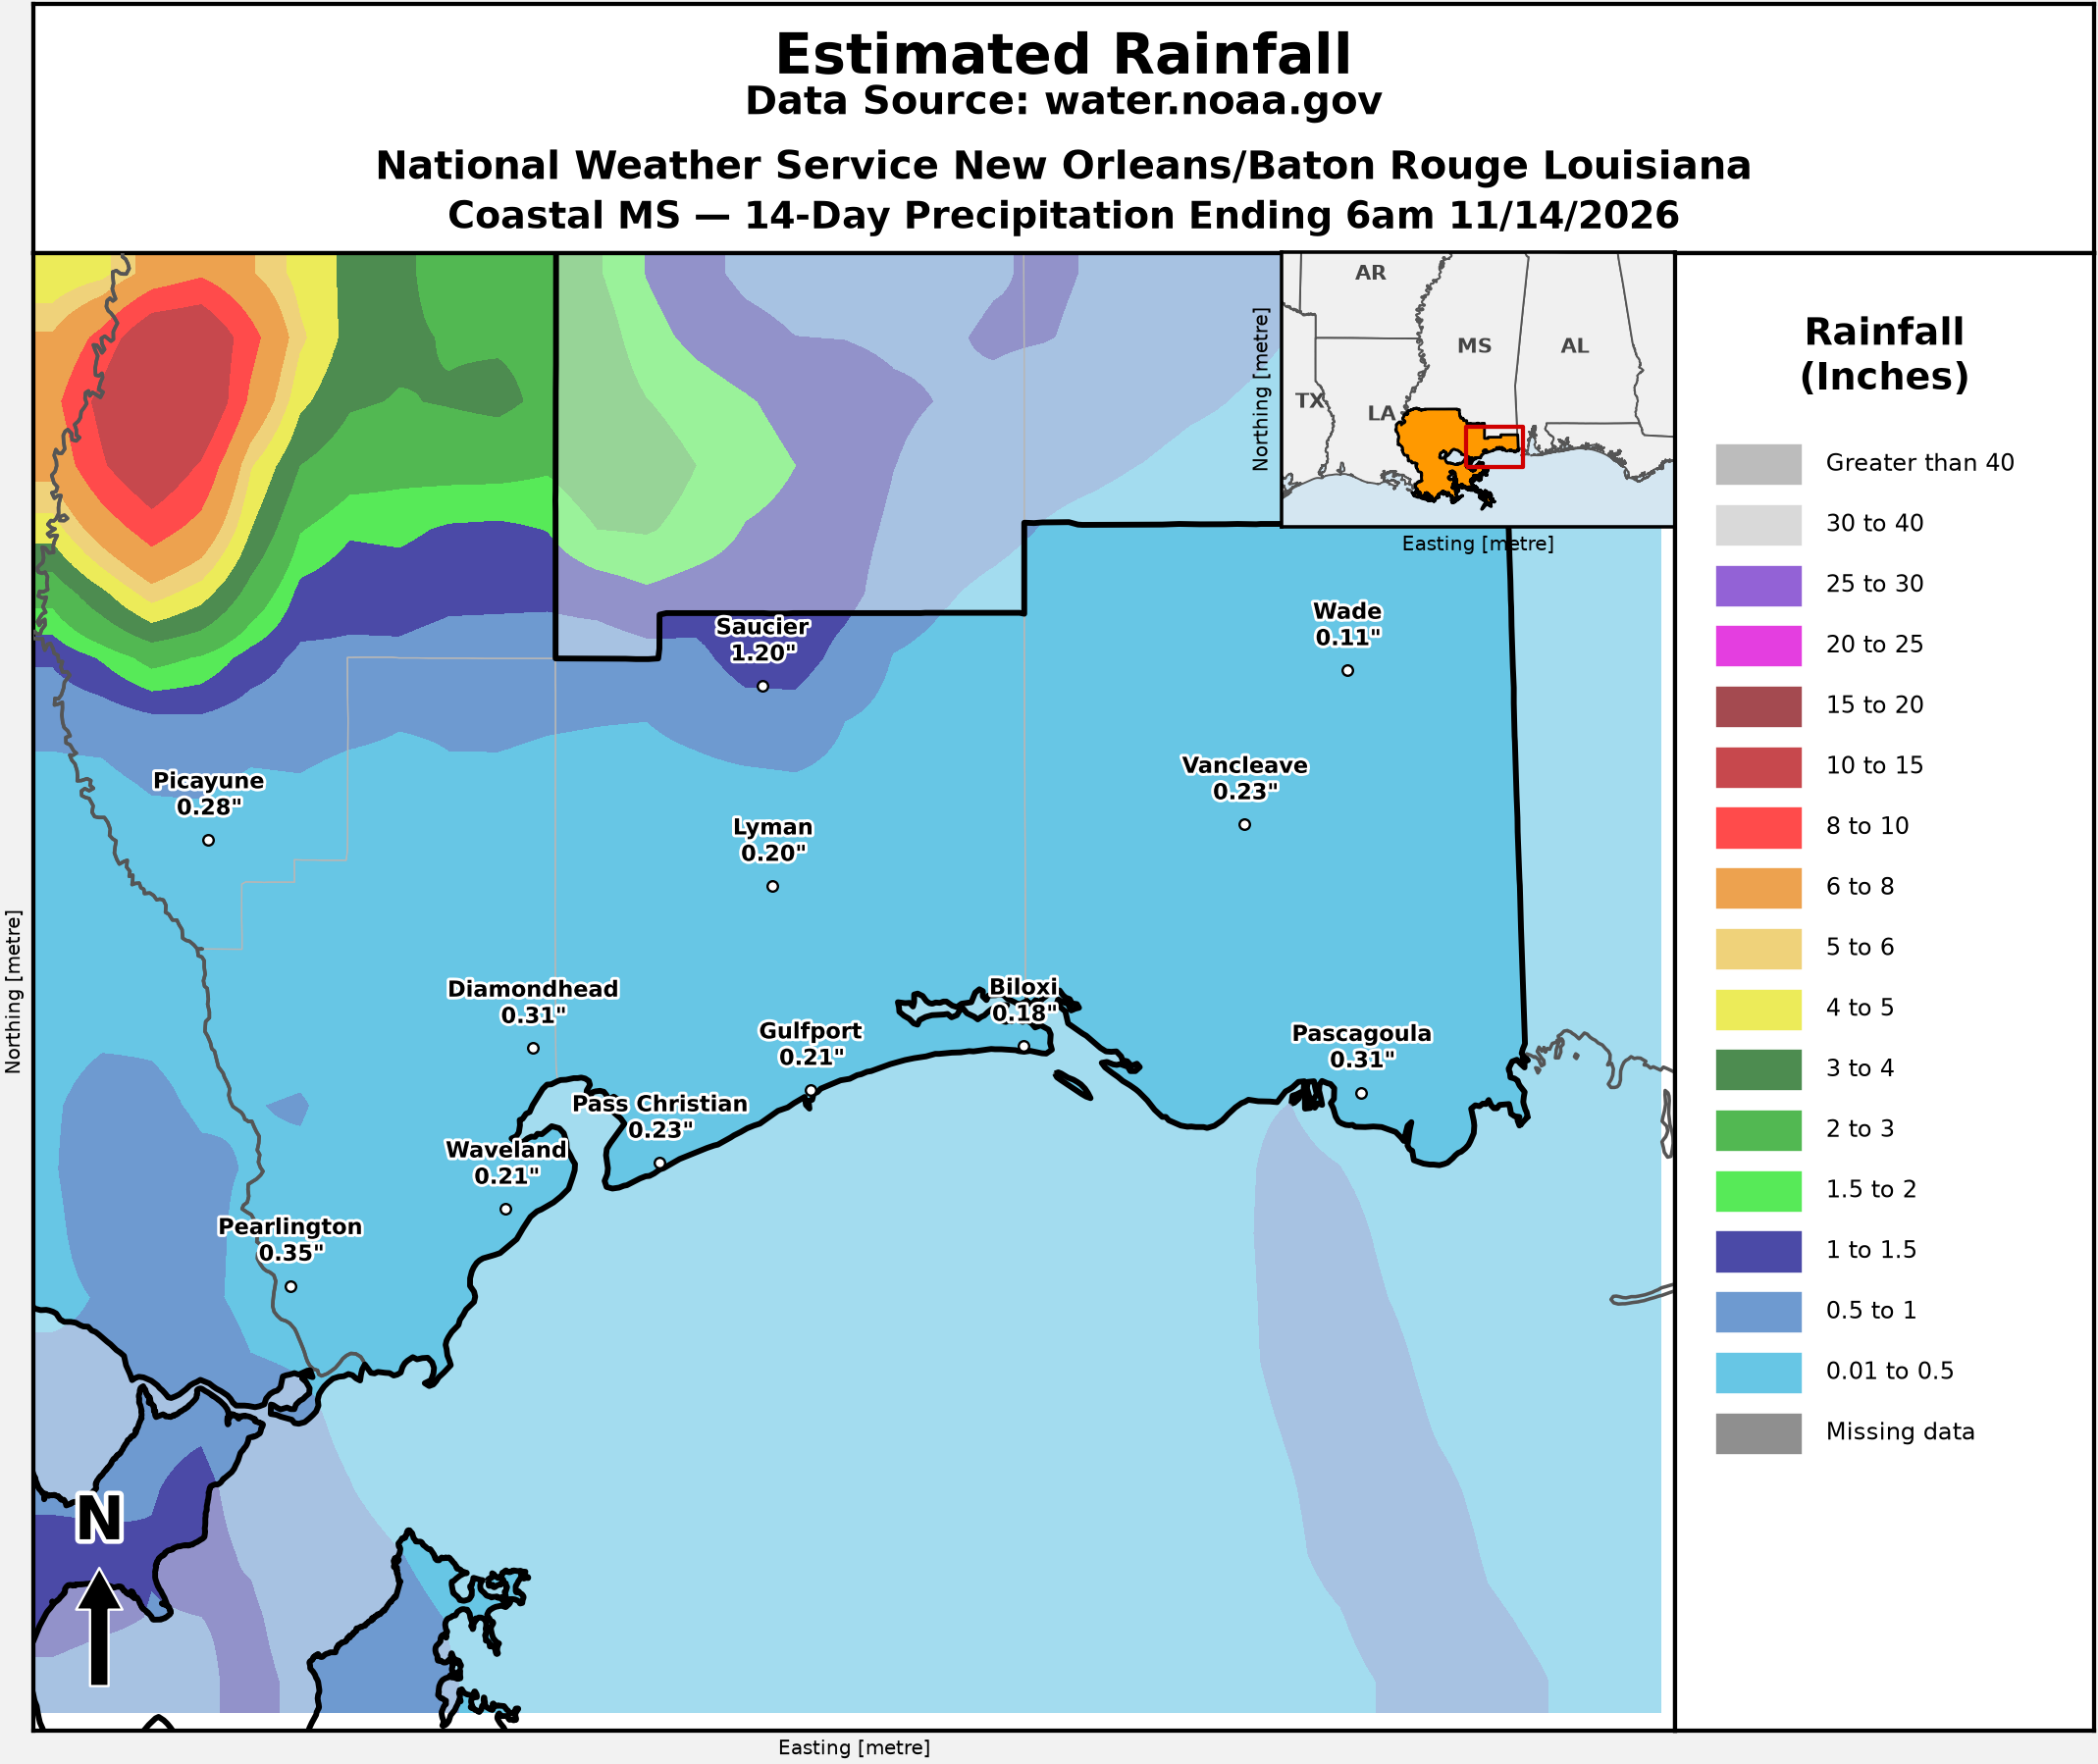 Estimated Rainfall
Data Source: water.noaa.gov
National Weather Service New Orleans/Baton Rouge Louisiana
Coastal MS — 14-Day Precipitation Ending 6am 11/14/2026
AR
MS
AL
TX
LA
Northing [metre]
Easting [metre]
Saucier
1.20"
Wade
0.11"
Picayune
0.28"
Vancleave
0.23"
Lyman
0.20"
Diamondhead
0.31"
Gulfport
0.21"
Biloxi
0.18"
Pascagoula
0.31"
Pass Christian
0.23"
Waveland
0.21"
Pearlington
0.35"
N
Northing [metre]
Easting [metre]
Rainfall
(Inches)
Greater than 40
30 to 40
25 to 30
20 to 25
15 to 20
10 to 15
8 to 10
6 to 8
5 to 6
4 to 5
3 to 4
2 to 3
1.5 to 2
1 to 1.5
0.5 to 1
0.01 to 0.5
Missing data